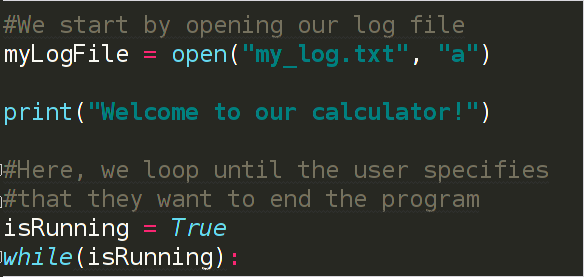 #We start by opening our log file
myLogFile = open("my_log.txt", "a")
print("Welcome to our calculator!")
#Here, we loop until the user specifies
#that they want to end the program
isRunning = True
while(isRunning):